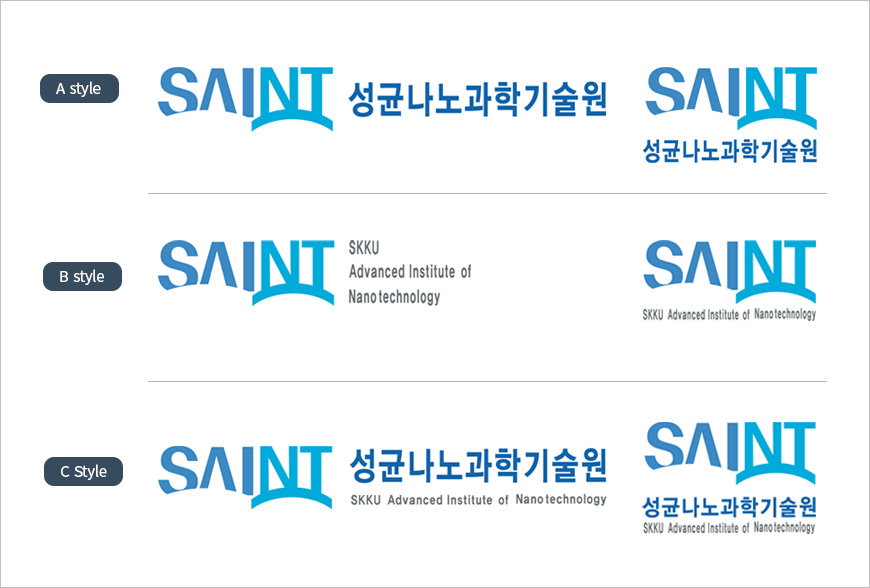 A style
SAINT 성균나노과학기술원
SAINT
성균나노과학기술원
B style
SAINT
SKKU
Advanced Institute of
Nanotechnology
SAINT
SKKU Advanced Institute of Nanotechnology
C Style
SAINT
성균나노과학기술원
SKKU Advanced Institute of Nanotechnology
SAINT
성균나노과학기술원
SKKU Advanced Institute of Nanotechnology